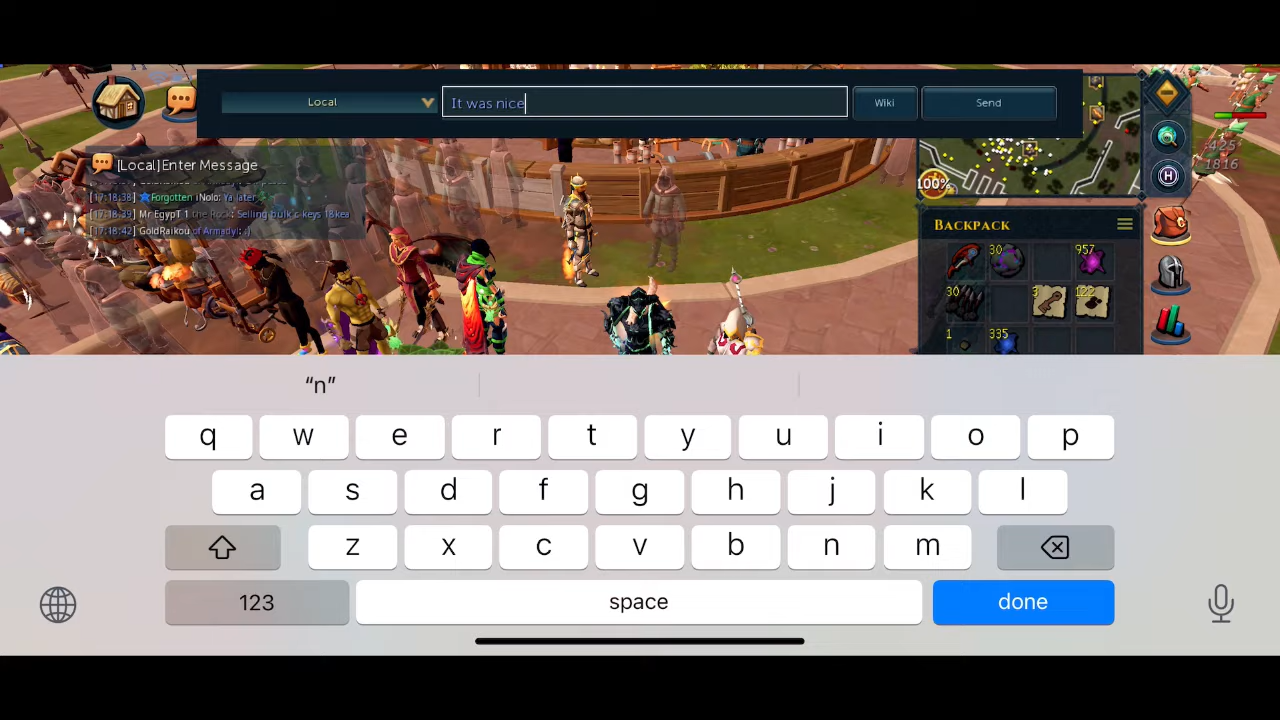 Local It was nice Wiki Send
[Local]Enter Message
[17:18:38] Forgotten iNolo: Ya later
[17:18:39] Mr EgypT 1 the Rock: Selling bulk c keys 18kea
[17:18:42] GoldRaikou of Armadyl: :)
100%
425
1816
H
BACKPACK
30 957
30 3 122
1 335
“n”
q w e r t y u i o p
a s d f g h j k l
z x c v b n m
123 space done